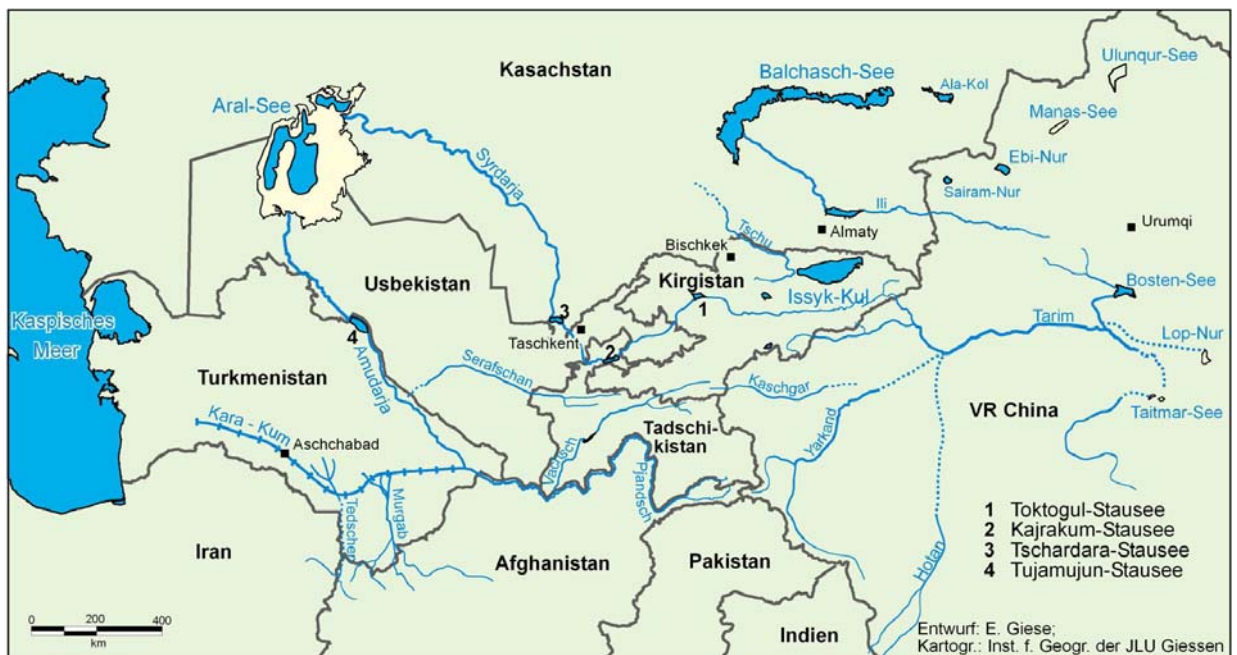 Kasachstan
Ulunqur-See
Balchasch-See
Ala-Kol
Aral-See
Manas-See
Ebi-Nur
Syrdarja
Sairam-Nur
Ili
Tschu
Almaty
Urumqi
Bischkek
Usbekistan
Kirgistan
Bosten-See
Issyk-Kul
1
3
Kaspisches
Meer
4
Taschkent
2
Tarim
Lop-Nur
Amudarja
Serafschan
Turkmenistan
Kaschgar
VR China
Taitmar-See
Kara - Kum
Tadschi-
kistan
Aschchabad
Vachsch
Yarkand
Pjandsch
Tedschen
Murgab
Hotan
Iran
Afghanistan
Pakistan
Indien
1 Toktogul-Stausee
2 Kajrakum-Stausee
3 Tschardara-Stausee
4 Tujamujun-Stausee
0 200 400
km
Entwurf: E. Giese;
Kartogr.: Inst. f. Geogr. der JLU Giessen